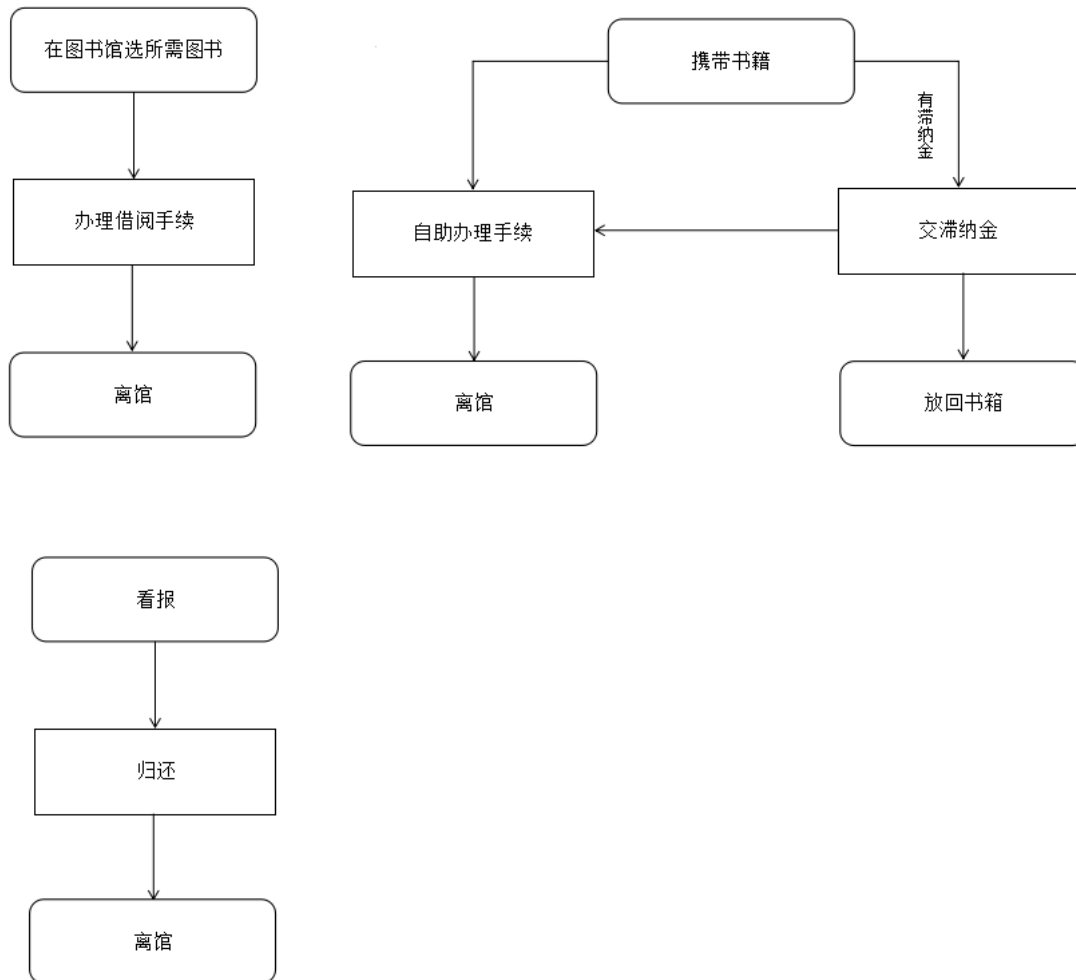 在图书馆选所需图书
办理借阅手续
离馆
携带书籍
有滞纳金
自助办理手续
交滞纳金
离馆
放回书箱
看报
归还
离馆